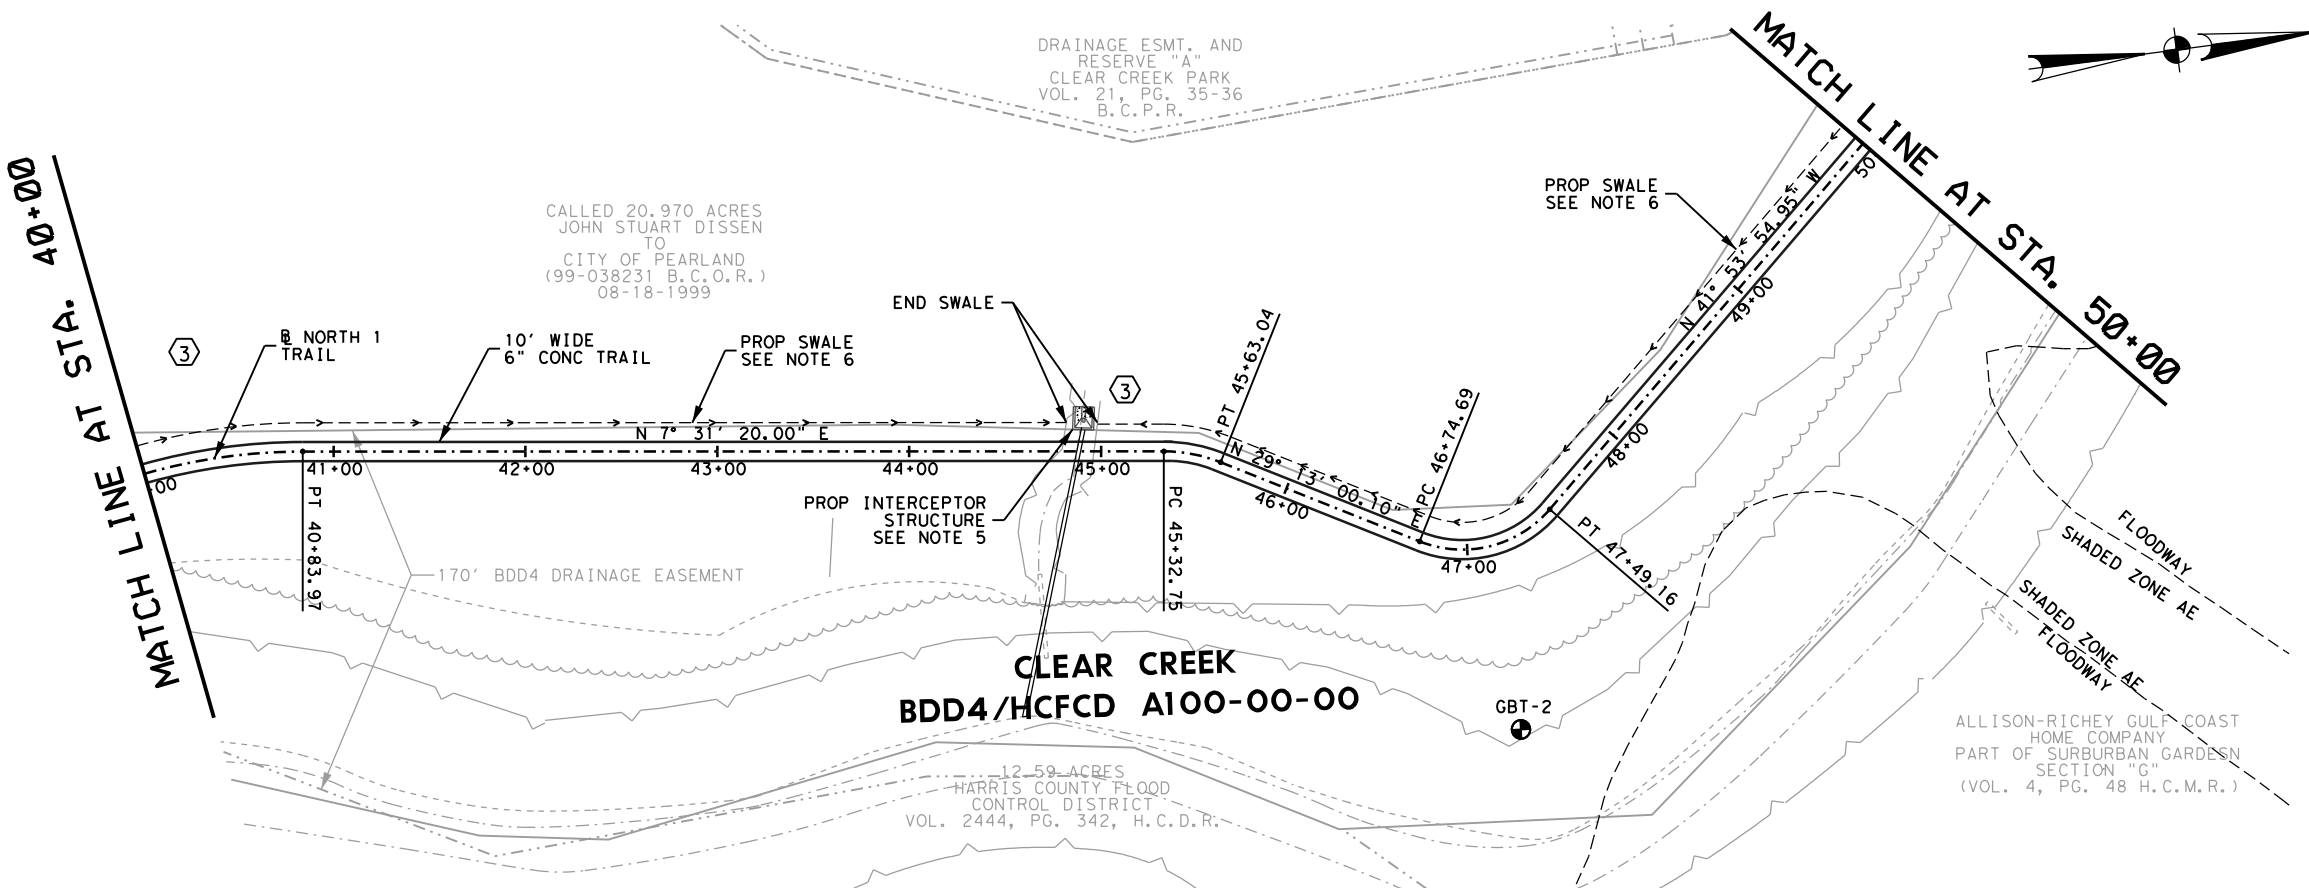 DRAINAGE ESMT. AND
RESERVE "A"
CLEAR CREEK PARK
VOL. 21, PG. 35-36
B.C.P.R.
MATCH LINE AT STA. 50+00
MATCH LINE AT STA. 40+00
CALLED 20.970 ACRES
JOHN STUART DISSEN
TO
CITY OF PEARLAND
(99-038231 B.C.O.R.)
08-18-1999
PROP SWALE
SEE NOTE 6
N 41° 53' 54.95" W
50
49+00
48+00
END SWALE
3
B NORTH 1
TRAIL
10' WIDE
6" CONC TRAIL
PROP SWALE
SEE NOTE 6
3
PT 45+63.04
PC 46+74.69
N 7° 31' 20.00" E
N 29° 13' 00.10" E
00
41+00
42+00
43+00
44+00
45+00
46+00
47+00
PT 40+83.97
PROP INTERCEPTOR
STRUCTURE
SEE NOTE 5
PC 45+32.75
PT 47+49.16
170' BDD4 DRAINAGE EASEMENT
FLOODWAY
SHADED ZONE AE
SHADED ZONE AE
FLOODWAY
CLEAR CREEK
BDD4/HCFCD A100-00-00
GBT-2
12.59 ACRES
HARRIS COUNTY FLOOD
CONTROL DISTRICT
VOL. 2444, PG. 342, H.C.D.R.
ALLISON-RICHEY GULF COAST
HOME COMPANY
PART OF SURBURBAN GARDESN
SECTION "G"
(VOL. 4, PG. 48 H.C.M.R.)